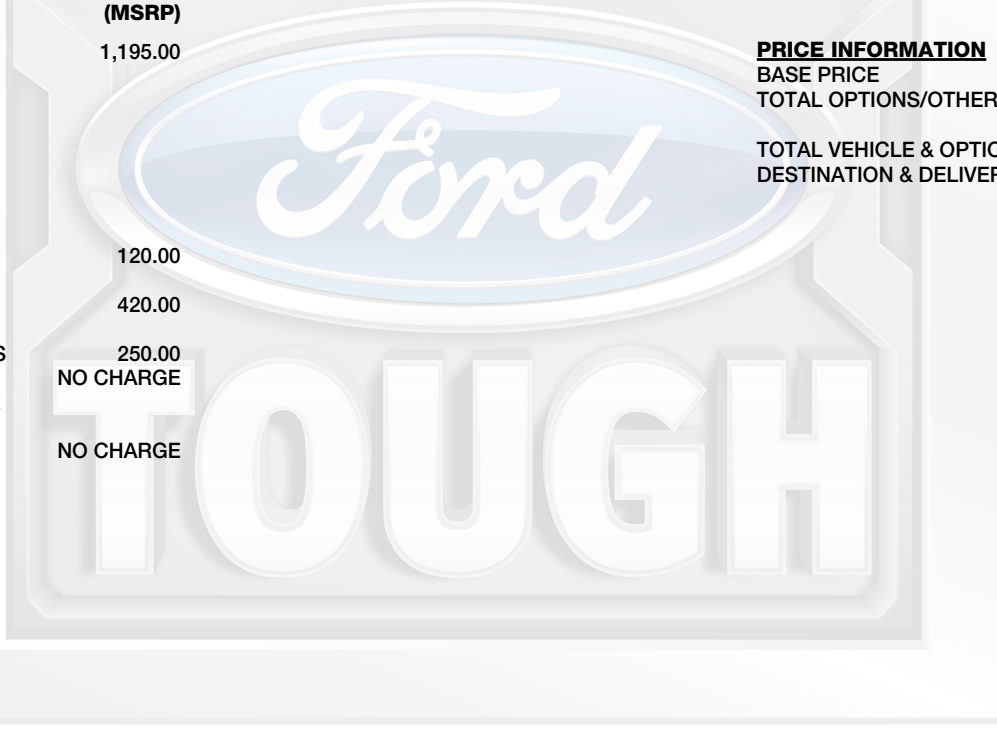 (MSRP)
1,195.00
120.00
420.00
S 250.00
NO CHARGE
NO CHARGE
PRICE INFORMATION
BASE PRICE
TOTAL OPTIONS/OTHER
TOTAL VEHICLE & OPTIO
DESTINATION & DELIVER
Ford
TOUGH